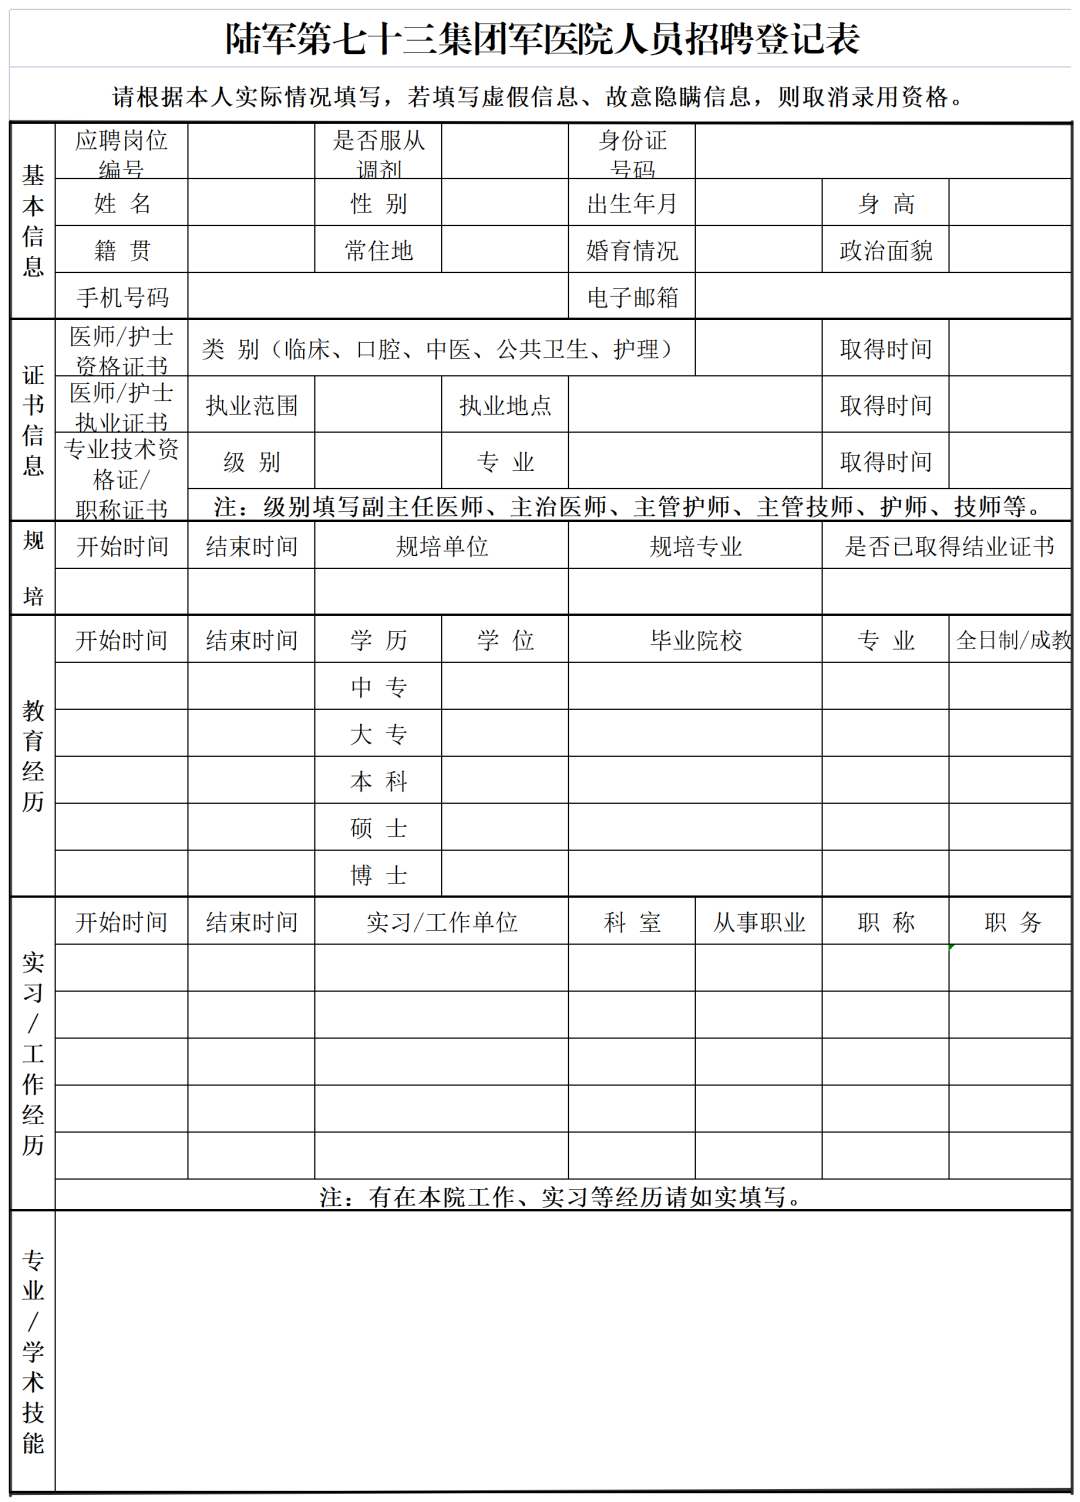 陆军第七十三集团军医院人员招聘登记表
请根据本人实际情况填写，若填写虚假信息、故意隐瞒信息，则取消录用资格。
基本信息
应聘岗位编号 是否服从调剂 身份证号码
姓 名 性 别 出生年月 身 高
籍 贯 常住地 婚育情况 政治面貌
手机号码 电子邮箱
证书信息
医师/护士资格证书 类 别（临床、口腔、中医、公共卫生、护理） 取得时间
医师/护士执业证书 执业范围 执业地点 取得时间
专业技术资格证/职称证书 级 别 专 业 取得时间
注：级别填写副主任医师、主治医师、主管护师、主管技师、护师、技师等。
规培
开始时间 结束时间 规培单位 规培专业 是否已取得结业证书
教育经历
开始时间 结束时间 学 历 学 位 毕业院校 专 业 全日制/成教
中 专
大 专
本 科
硕 士
博 士
实习/工作经历
开始时间 结束时间 实习/工作单位 科 室 从事职业 职 称 职 务
注：有在本院工作、实习等经历请如实填写。
专业/学术技能